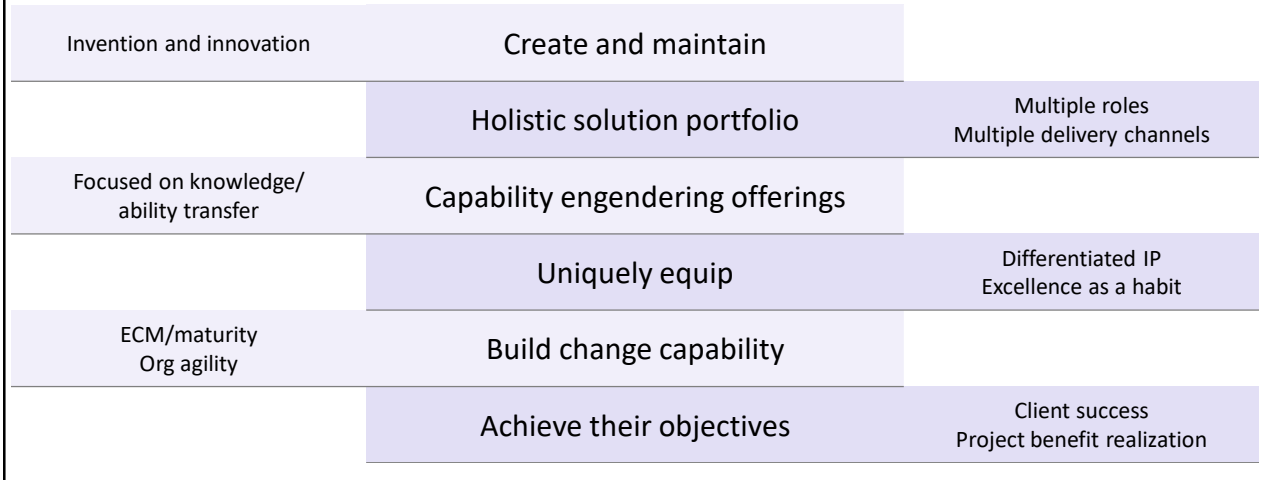 Invention and innovation
Create and maintain
Holistic solution portfolio
Multiple roles
Multiple delivery channels
Focused on knowledge/
ability transfer
Capability engendering offerings
Uniquely equip
Differentiated IP
Excellence as a habit
ECM/maturity
Org agility
Build change capability
Achieve their objectives
Client success
Project benefit realization